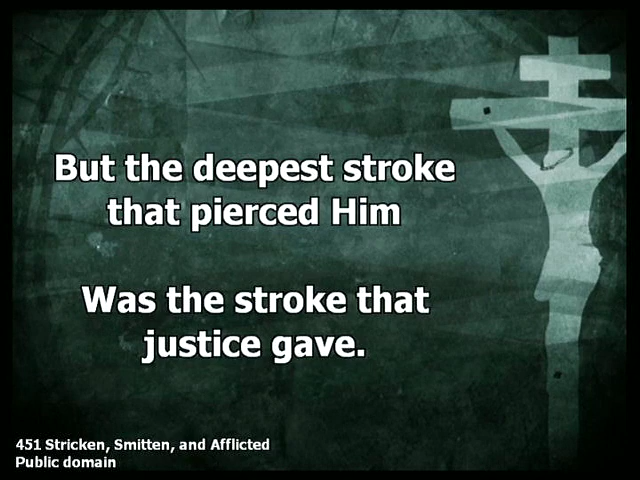 But the deepest stroke
that pierced Him
Was the stroke that
justice gave.
451 Stricken, Smitten, and Afflicted
Public domain